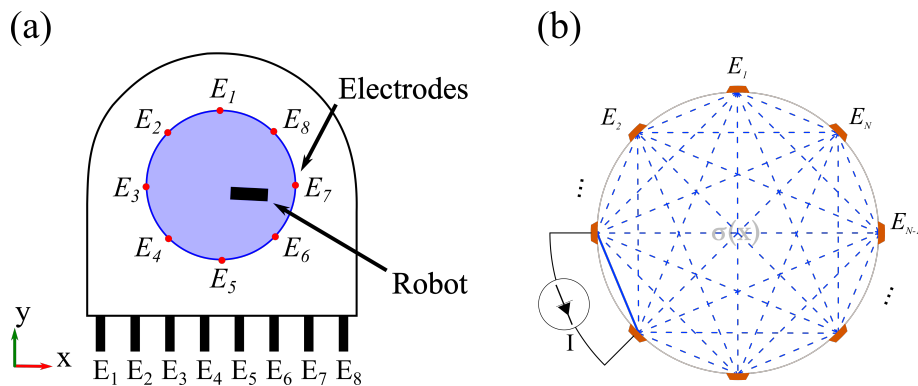 (a)
E1
Electrodes
E2
E8
E3
E7
E4
E6
E5
Robot
y
x
E1 E2 E3 E4 E5 E6 E7 E8
(b)
E1
E2
EN
...
σ(x)
EN-
...
I